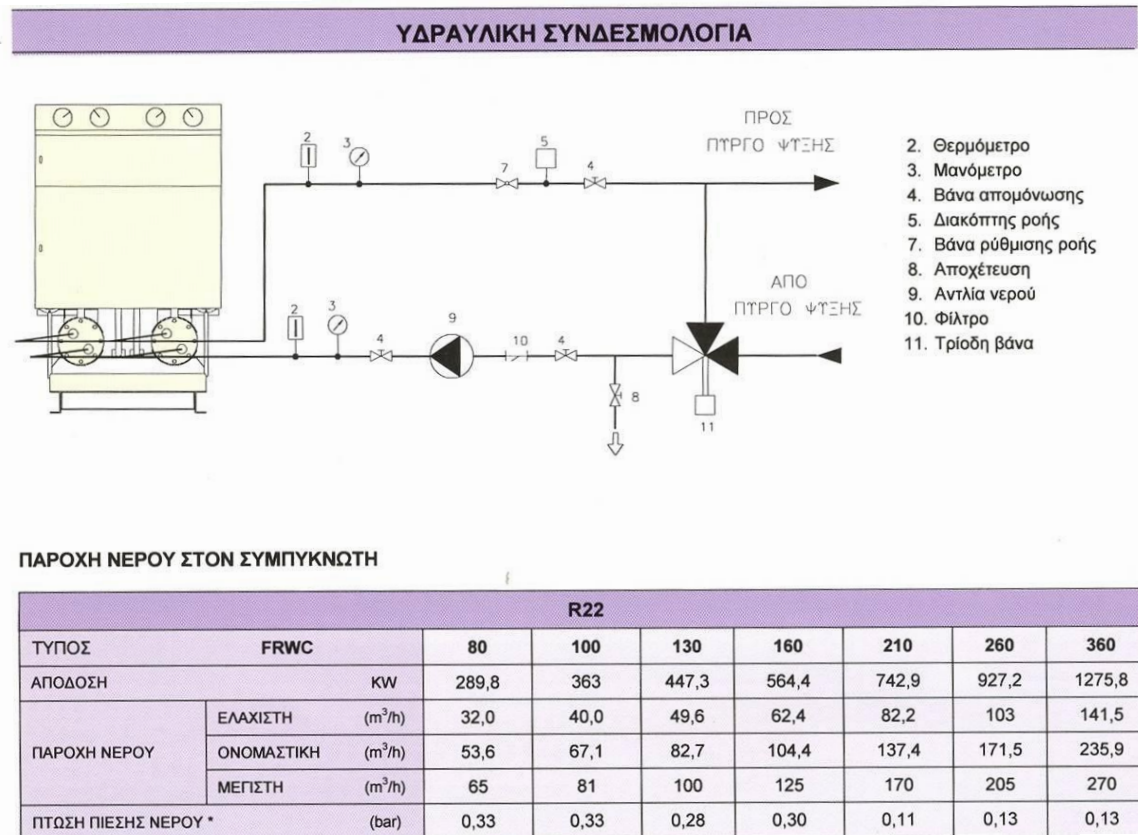 ΥΔΡΑΥΛΙΚΗ ΣΥΝΔΕΣΜΟΛΟΓΙΑ
ΠΡΟΣ
ΠΥΡΓΟ ΨΥΞΗΣ
2 3 7 5 4
ΑΠΟ
ΠΥΡΓΟ ΨΥΞΗΣ
2 3 4 9 10 4 8 11
2. Θερμόμετρο
3. Μανόμετρο
4. Βάνα απομόνωσης
5. Διακόπτης ροής
7. Βάνα ρύθμισης ροής
8. Αποχέτευση
9. Αντλία νερού
10. Φίλτρο
11. Τρίοδη βάνα
ΠΑΡΟΧΗ ΝΕΡΟΥ ΣΤΟΝ ΣΥΜΠΥΚΝΩΤΗ
R22
ΤΥΠΟΣ FRWC 80 100 130 160 210 260 360
ΑΠΟΔΟΣΗ KW 289,8 363 447,3 564,4 742,9 927,2 1275,8
ΠΑΡΟΧΗ ΝΕΡΟΥ
ΕΛΑΧΙΣΤΗ (m³/h) 32,0 40,0 49,6 62,4 82,2 103 141,5
ΟΝΟΜΑΣΤΙΚΗ (m³/h) 53,6 67,1 82,7 104,4 137,4 171,5 235,9
ΜΕΓΙΣΤΗ (m³/h) 65 81 100 125 170 205 270
ΠΤΩΣΗ ΠΙΕΣΗΣ ΝΕΡΟΥ * (bar) 0,33 0,33 0,28 0,30 0,11 0,13 0,13